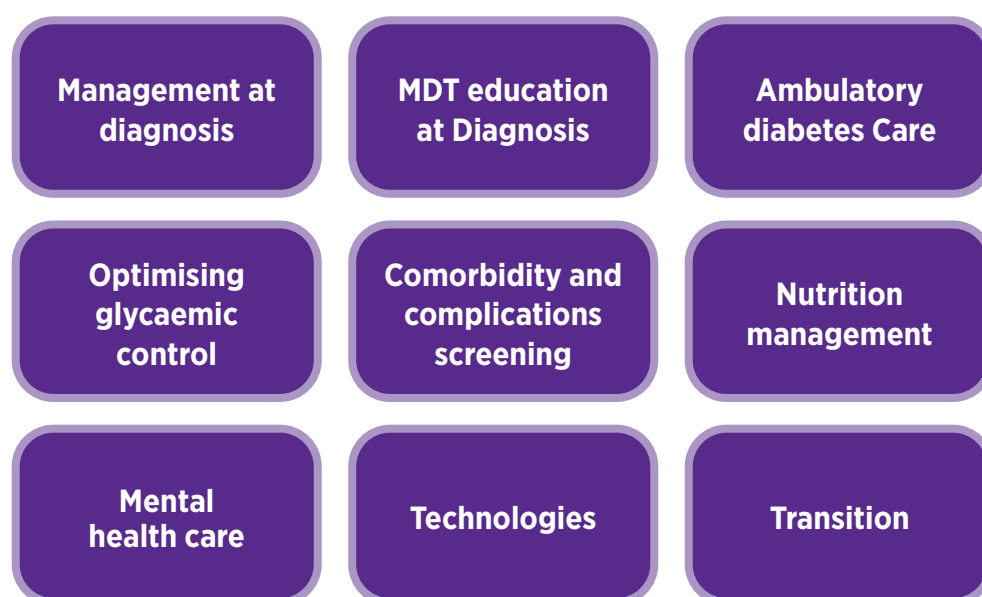 Management at
diagnosis
MDT education
at Diagnosis
Ambulatory
diabetes Care
Optimising
glycaemic
control
Comorbidity and
complications
screening
Nutrition
management
Mental
health care
Technologies
Transition